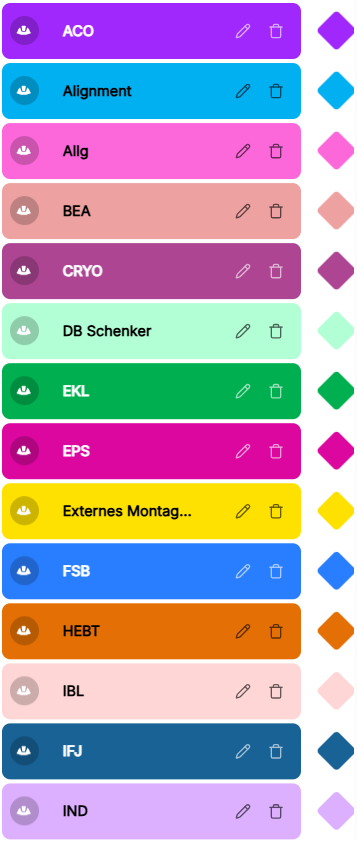 ACO
Alignment
Allg
BEA
CRYO
DB Schenker
EKL
EPS
Externes Montag...
FSB
HEBT
IBL
IFJ
IND